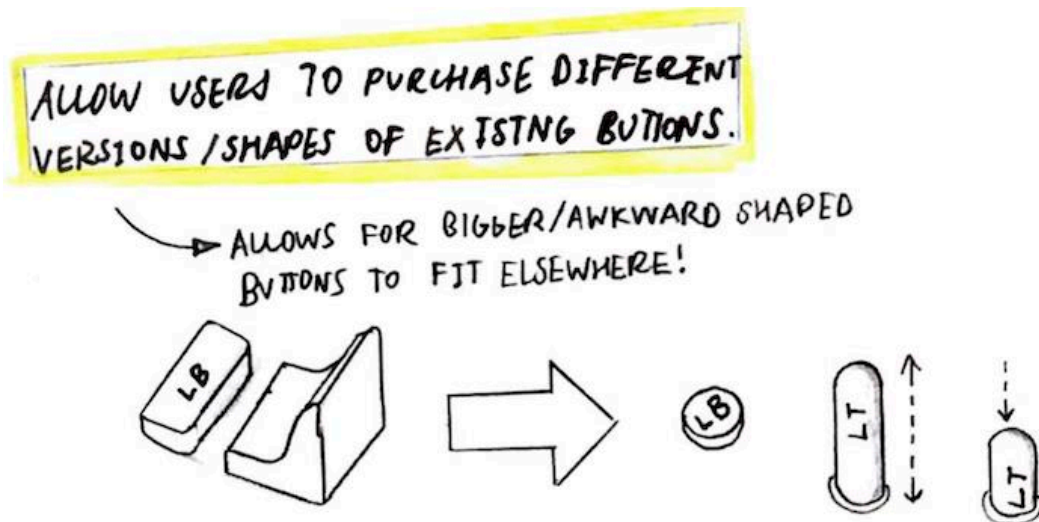 ALLOW USERS TO PURCHASE DIFFERENT
VERSIONS/SHAPES OF EXISTNG BUTTONS.
ALLOWS FOR BIGGER/AWKWARD SHAPED
BUTTONS TO FIT ELSEWHERE!
LB
LB
LT
LT